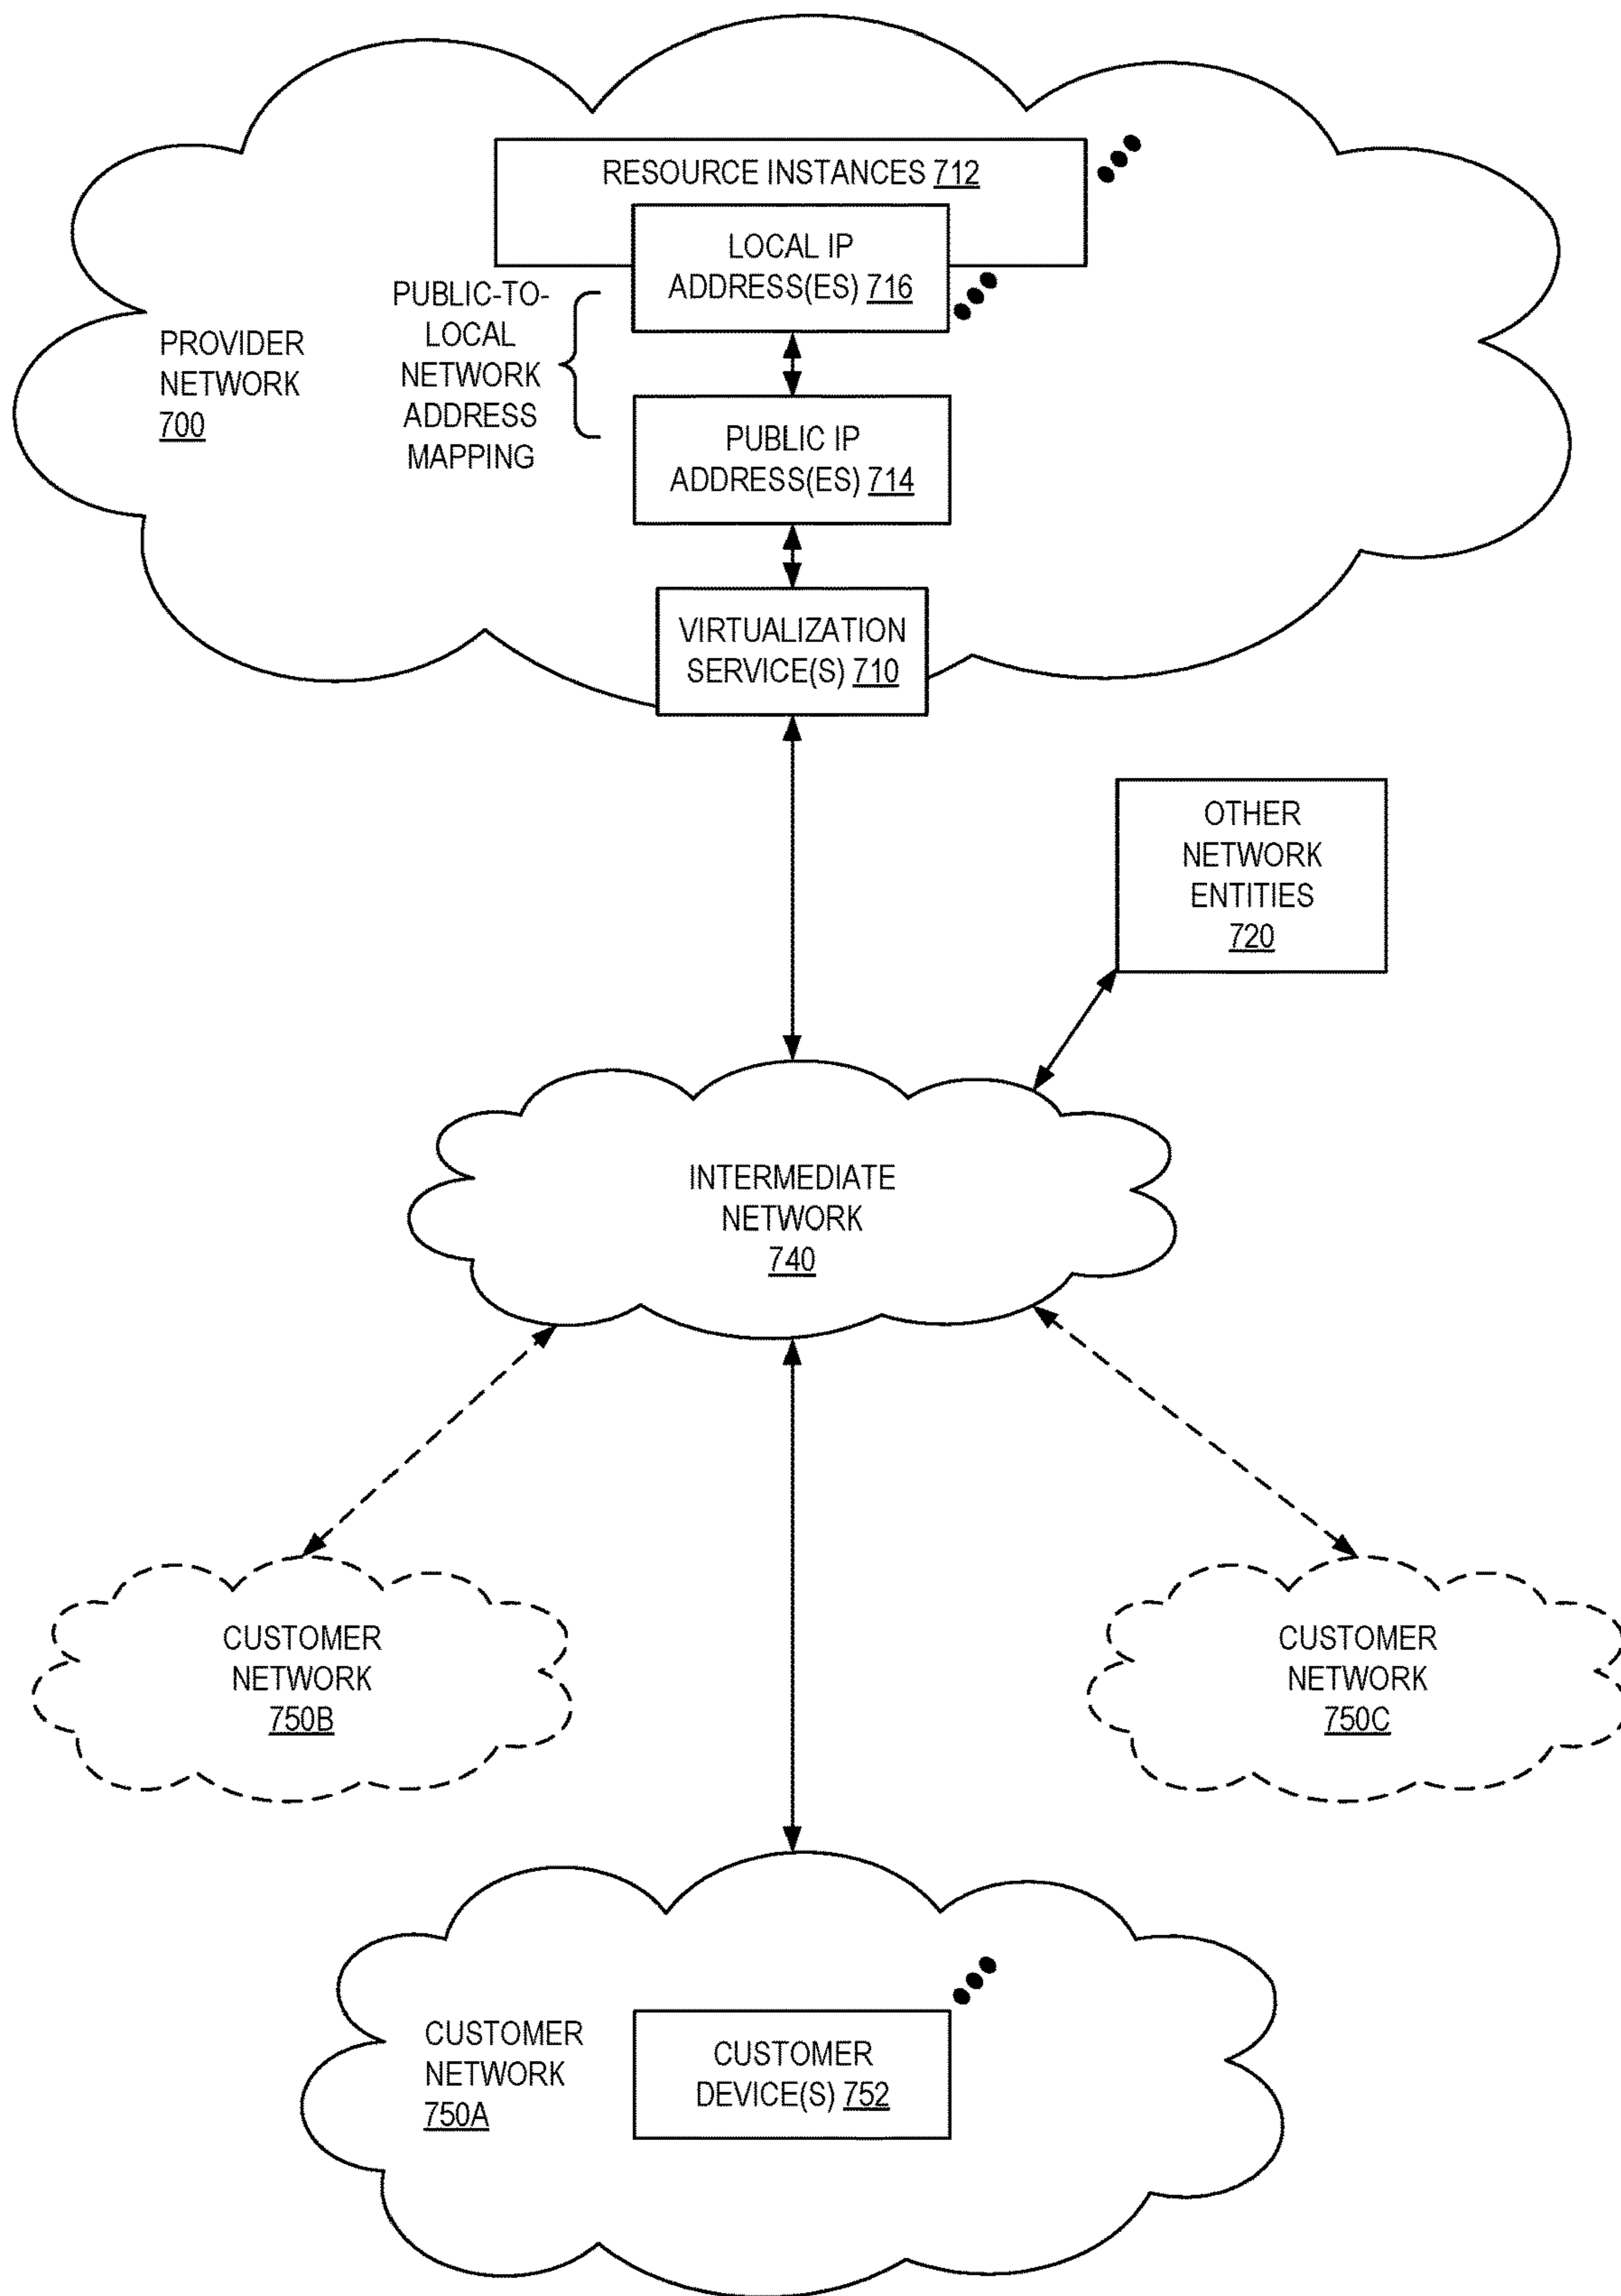 RESOURCE INSTANCES 712
LOCAL IP
ADDRESS(ES) 716
PUBLIC-TO-
LOCAL
NETWORK
ADDRESS
MAPPING
PROVIDER
NETWORK
700
PUBLIC IP
ADDRESS(ES) 714
VIRTUALIZATION
SERVICE(S) 710
OTHER
NETWORK
ENTITIES
720
INTERMEDIATE
NETWORK
740
CUSTOMER
NETWORK
750B
CUSTOMER
NETWORK
750C
CUSTOMER
NETWORK
750A
CUSTOMER
DEVICE(S) 752